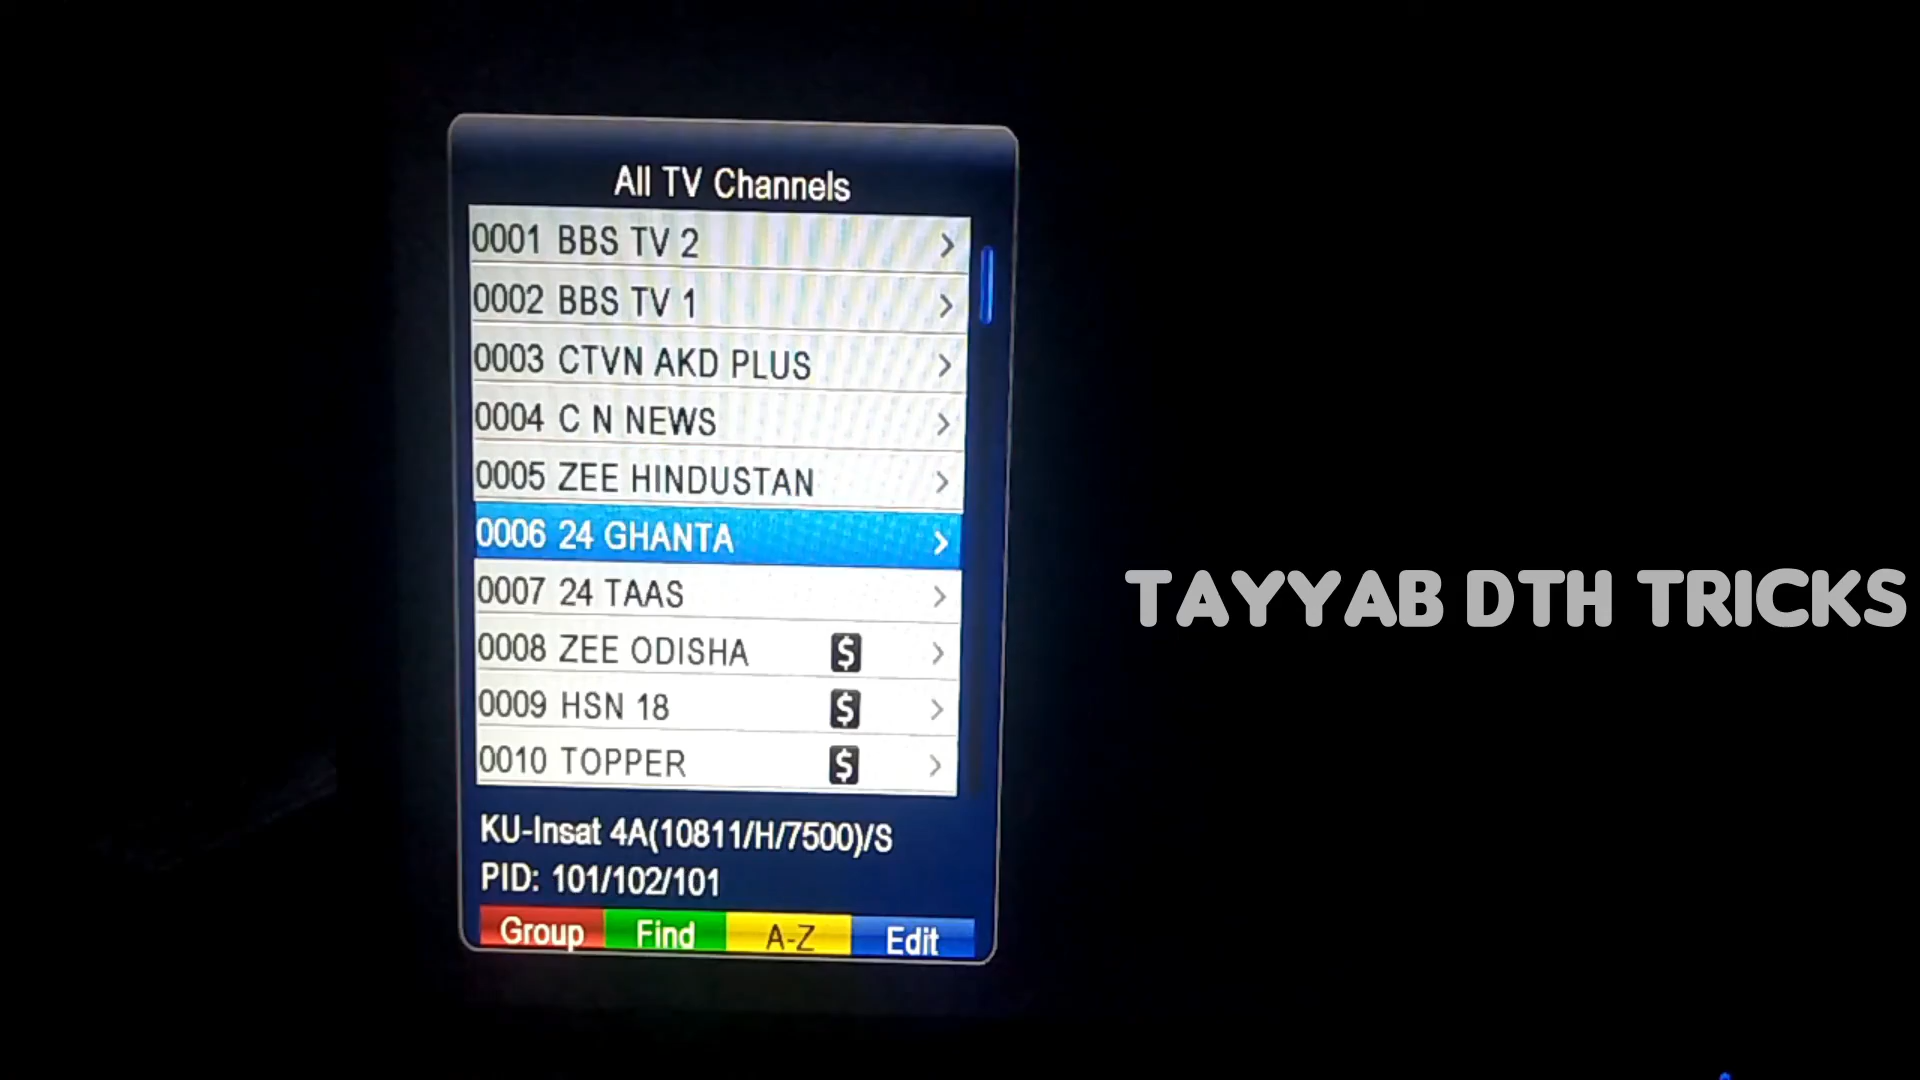 All TV Channels
0001 BBS TV 2
0002 BBS TV 1
0003 CTVN AKD PLUS
0004 C N NEWS
0005 ZEE HINDUSTAN
0006 24 GHANTA
0007 24 TAAS
0008 ZEE ODISHA $
0009 HSN 18 $
0010 TOPPER $
KU-Insat 4A(10811/H/7500)/S
PID: 101/102/101
Group Find A-Z Edit
TAYYAB DTH TRICKS